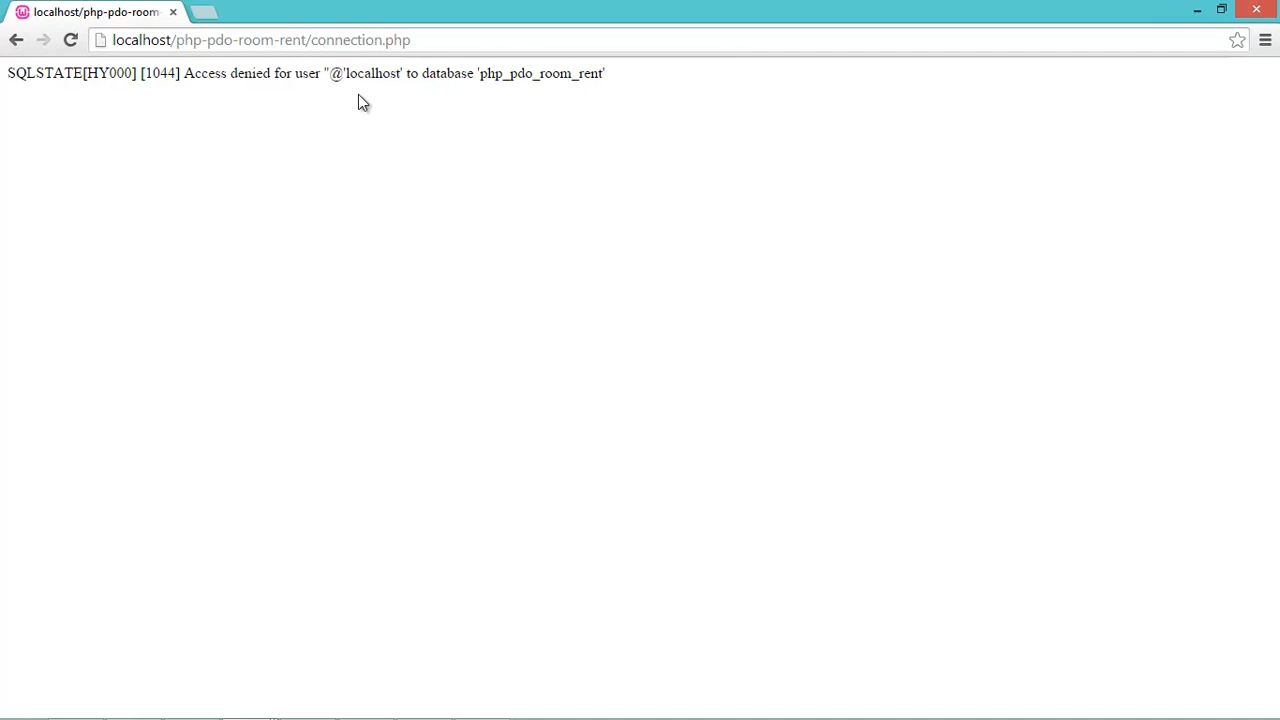 localhost/php-pdo-room-
localhost/php-pdo-room-rent/connection.php
SQLSTATE[HY000] [1044] Access denied for user ''@'localhost' to database 'php_pdo_room_rent'